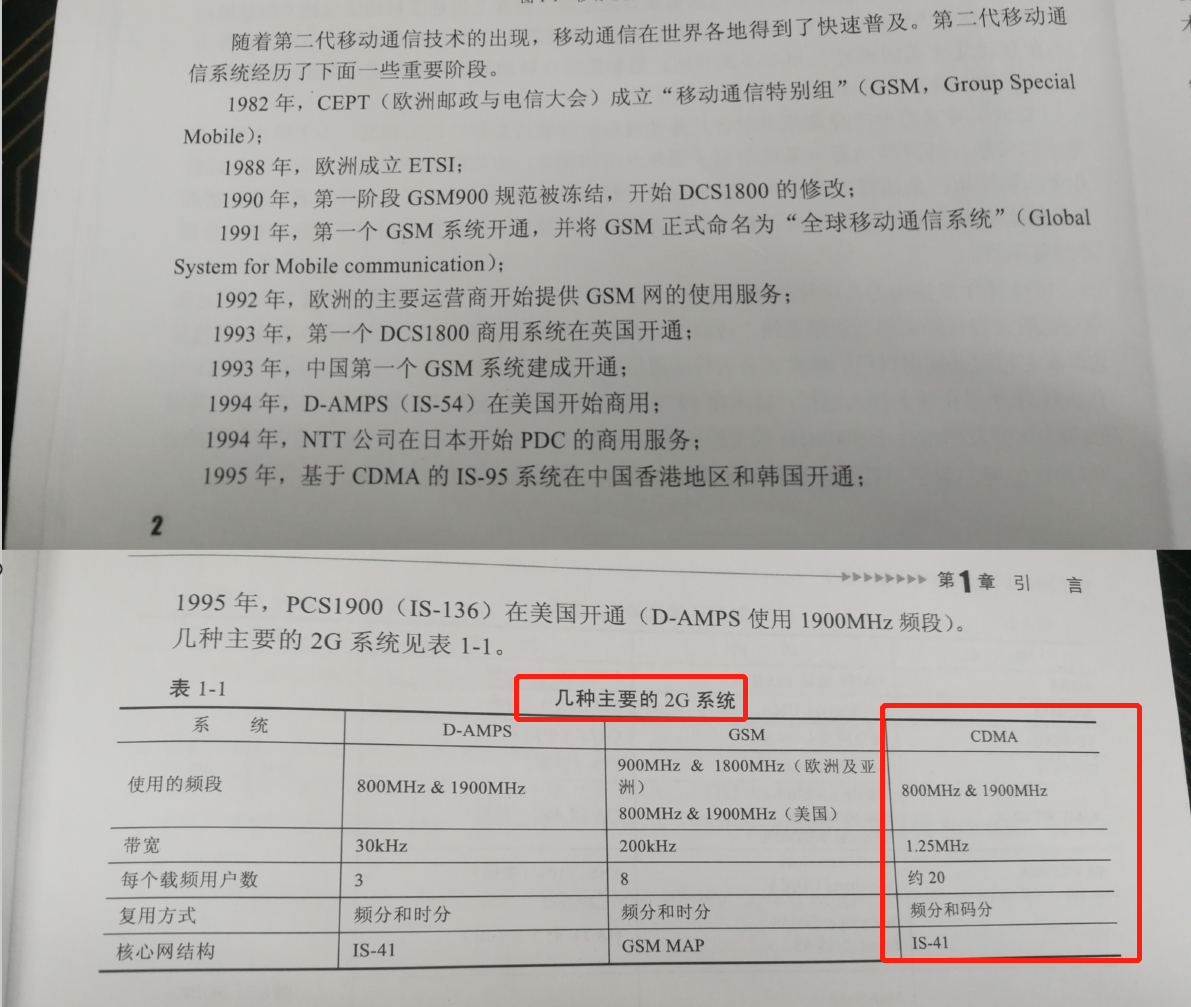 随着第二代移动通信技术的出现，移动通信在世界各地得到了快速普及。第二代移动通
信系统经历了下面一些重要阶段。
1982 年，CEPT（欧洲邮政与电信大会）成立“移动通信特别组”（GSM，Group Special
Mobile）；
1988 年，欧洲成立 ETSI；
1990 年，第一阶段 GSM900 规范被冻结，开始 DCS1800 的修改；
1991 年，第一个 GSM 系统开通，并将 GSM 正式命名为“全球移动通信系统”（Global
System for Mobile communication）；
1992 年，欧洲的主要运营商开始提供 GSM 网的使用服务；
1993 年，第一个 DCS1800 商用系统在英国开通；
1993 年，中国第一个 GSM 系统建成开通；
1994 年，D-AMPS（IS-54）在美国开始商用；
1994 年，NTT 公司在日本开始 PDC 的商用服务；
1995 年，基于 CDMA 的 IS-95 系统在中国香港地区和韩国开通；
2
第1章 引 言
1995 年，PCS1900（IS-136）在美国开通（D-AMPS 使用 1900MHz 频段）。
几种主要的 2G 系统见表 1-1。
表 1-1 几种主要的 2G 系统
系 统 D-AMPS GSM CDMA
使用的频段 800MHz & 1900MHz 900MHz & 1800MHz（欧洲及亚
洲）
800MHz & 1900MHz（美国） 800MHz & 1900MHz
带宽 30kHz 200kHz 1.25MHz
每个载频用户数 3 8 约 20
复用方式 频分和时分 频分和时分 频分和码分
核心网结构 IS-41 GSM MAP IS-41